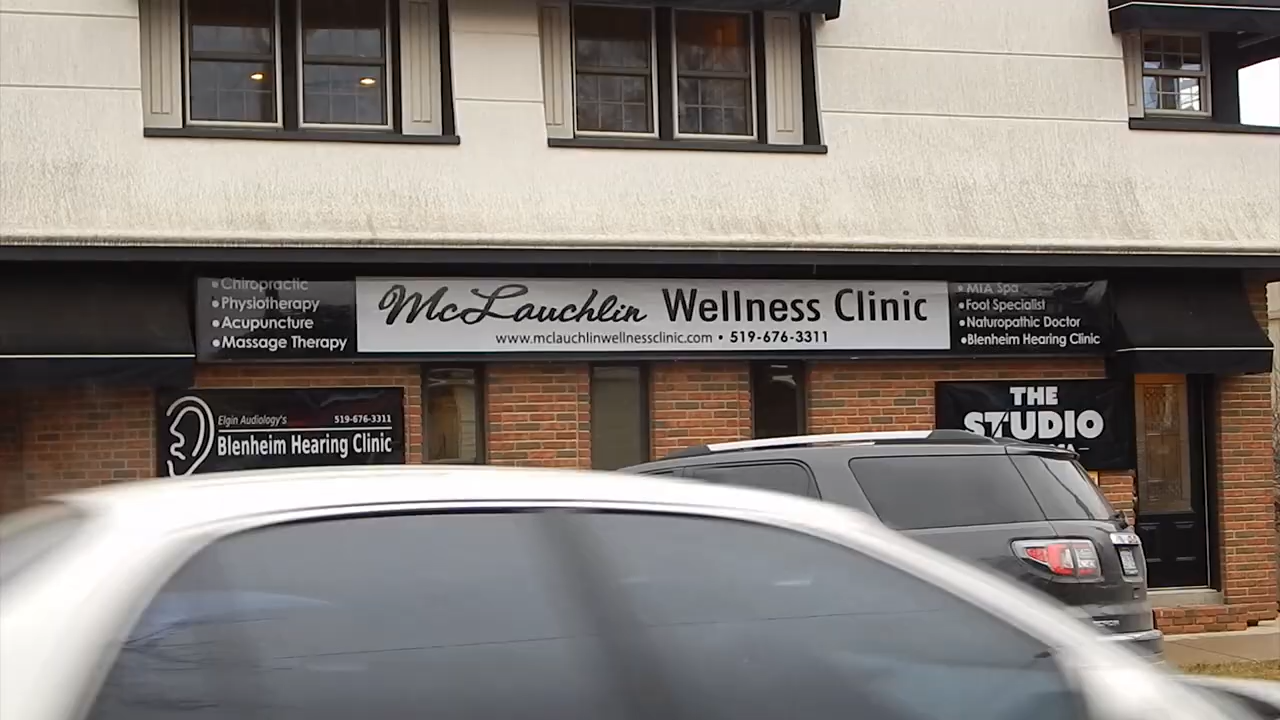 • Chiropractic
• Physiotherapy
• Acupuncture
• Massage Therapy
McLauchlin Wellness Clinic
www.mclauchlinwellnessclinic.com • 519-676-3311
• MIA Spa
• Foot Specialist
• Naturopathic Doctor
• Blenheim Hearing Clinic
Elgin Audiology's 519-676-3311
Blenheim Hearing Clinic
THE
STUDIO